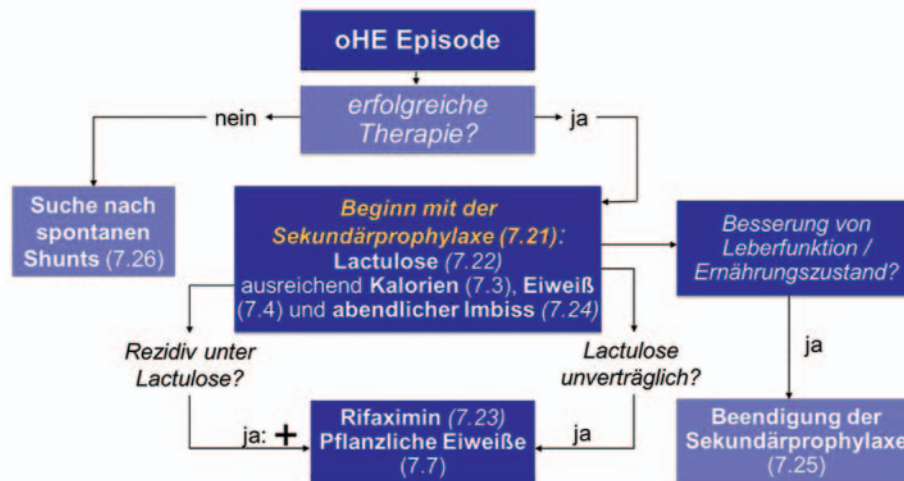 oHE Episode
erfolgreiche
Therapie?
nein
ja
Suche nach
spontanen
Shunts (7.26)
Beginn mit der
Sekundärprophylaxe (7.21):
Lactulose (7.22)
ausreichend Kalorien (7.3), Eiweiß
(7.4) und abendlicher Imbiss (7.24)
Besserung von
Leberfunktion /
Ernährungszustand?
Rezidiv unter
Lactulose?
Lactulose
unverträglich?
ja
ja: +
Rifaximin (7.23)
Pflanzliche Eiweiße
(7.7)
ja
Beendigung der
Sekundärprophylaxe
(7.25)